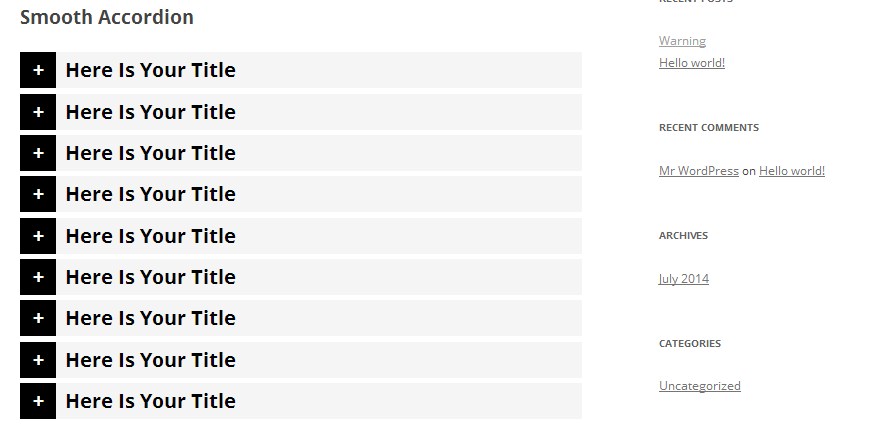 Smooth Accordion
+ Here Is Your Title
+ Here Is Your Title
+ Here Is Your Title
+ Here Is Your Title
+ Here Is Your Title
+ Here Is Your Title
+ Here Is Your Title
+ Here Is Your Title
+ Here Is Your Title
RECENT POSTS
Warning
Hello world!
RECENT COMMENTS
Mr WordPress on Hello world!
ARCHIVES
July 2014
CATEGORIES
Uncategorized